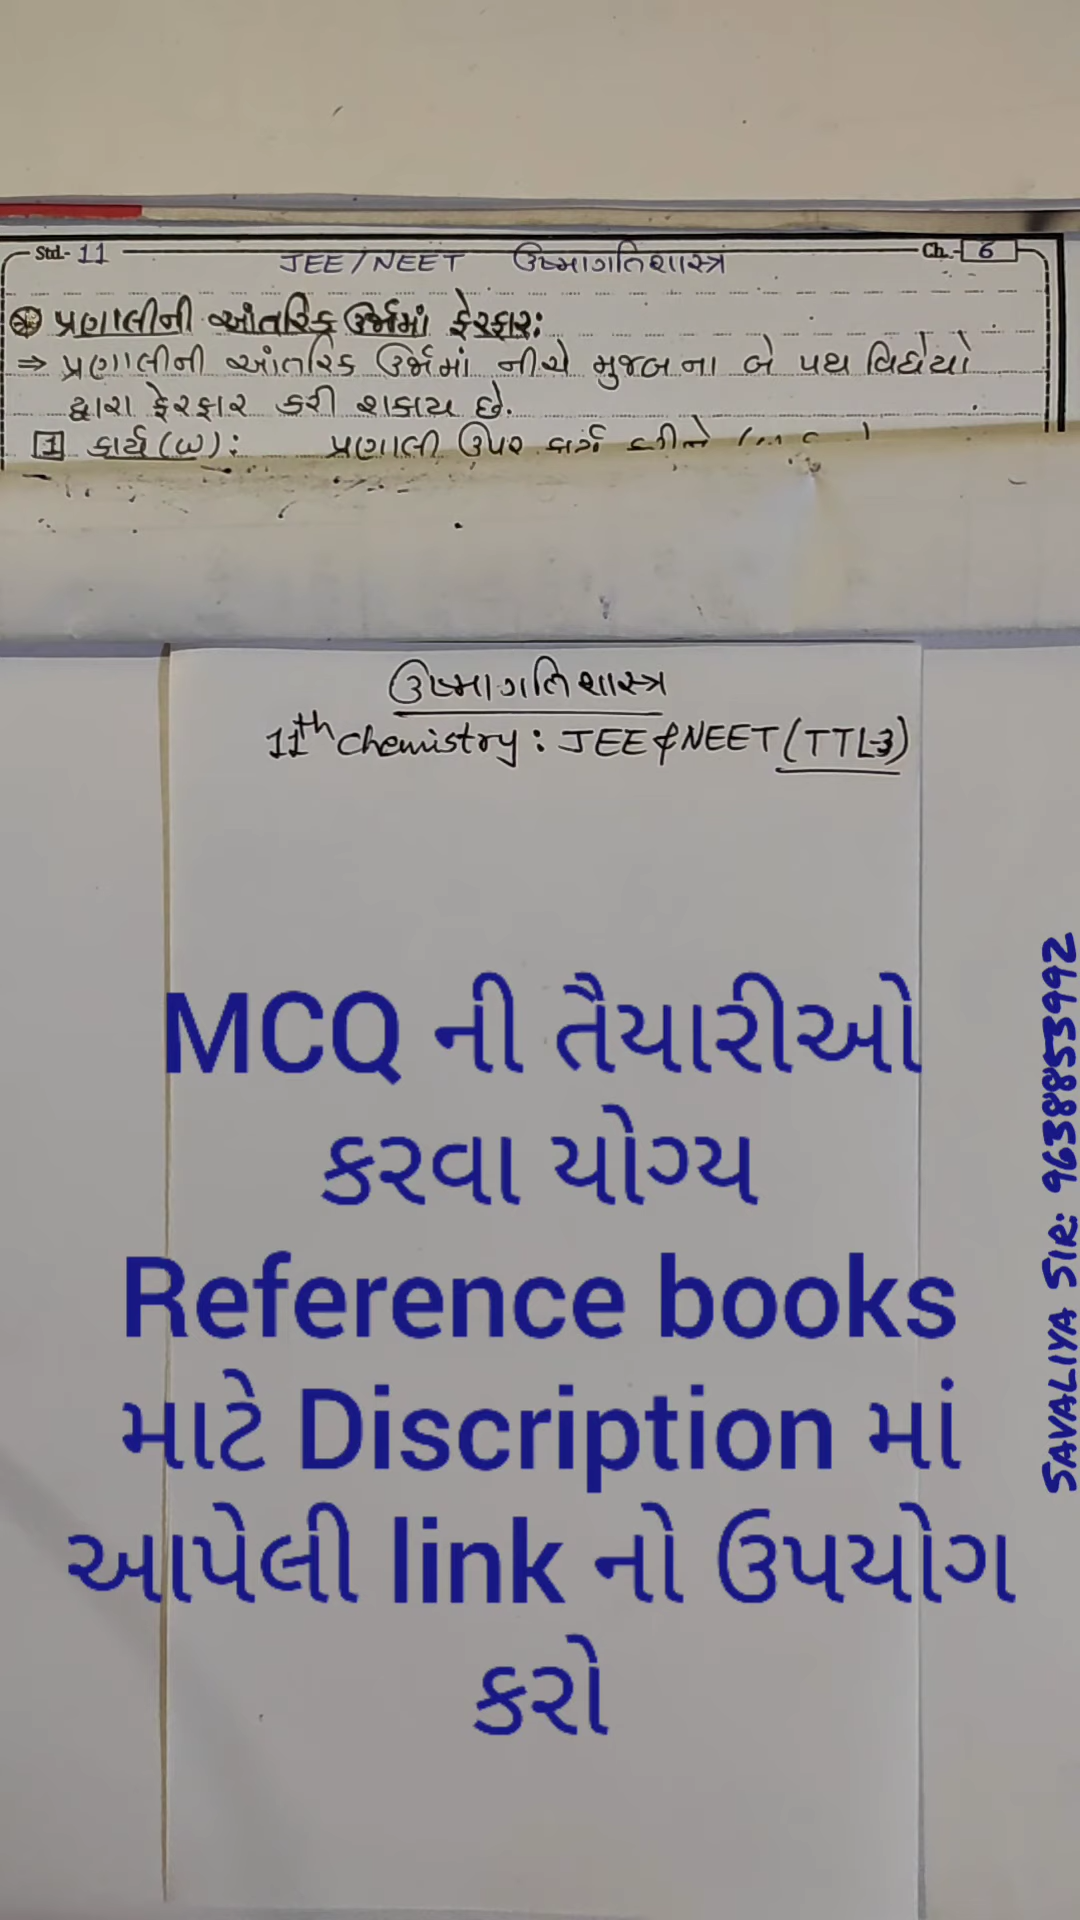 Std.- 11 JEE/NEET ઉષ્માગતિશાસ્ત્ર Ch.- 6
પ્રણાલીની આંતરિક ઉર્જામાં ફેરફાર:
⇒ પ્રણાલીની આંતરિક ઉર્જામાં નીચે મુજબ ના બે પથ વિધેયો
દ્વારા ફેરફાર કરી શકાય છે.
1 કાર્ય (w): પ્રણાલી ઉપર કાર્ય
ઉષ્માગતિશાસ્ત્ર
11th chemistry: JEE & NEET (TTL-3)
MCQ ની તૈયારીઓ
કરવા યોગ્ય
Reference books
માટે Discription માં
આપેલી link નો ઉપયોગ
કરો
SAVALIYA SIR: 9638853992